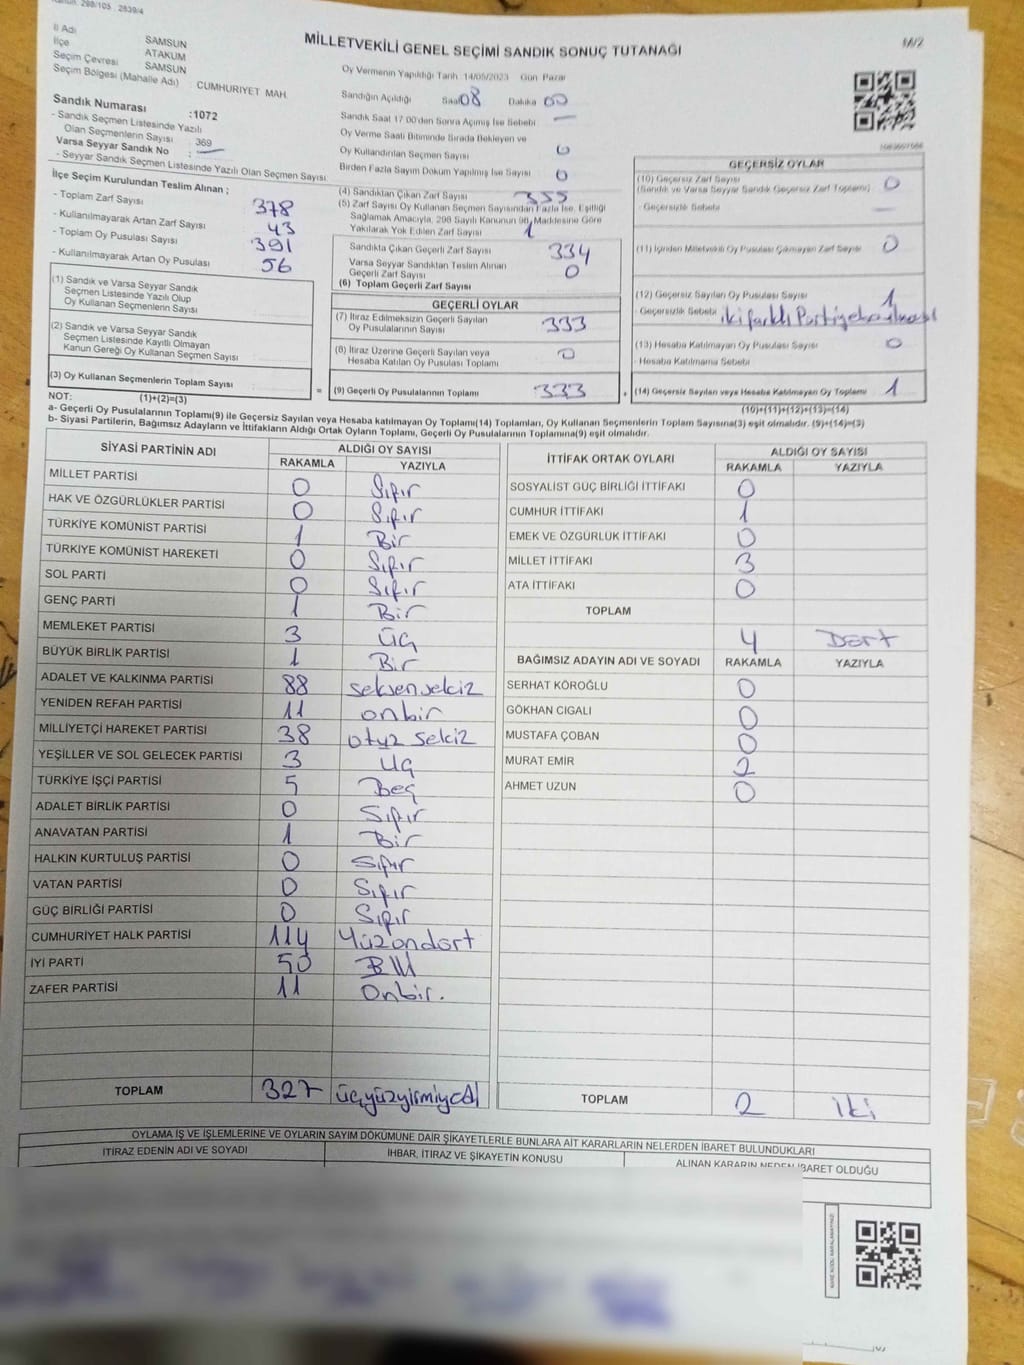 Kanun: 298/105 , 2839/4
MİLLETVEKİLİ GENEL SEÇİMİ SANDIK SONUÇ TUTANAĞI
İl Adı SAMSUN
İlçe ATAKUM
Seçim Çevresi SAMSUN
Seçim Bölgesi (Mahalle Adı) CUMHURIYET MAH.
Sandık Numarası :1072
- Sandık Seçmen Listesinde Yazılı
Olan Seçmenlerin Sayısı : 369
Varsa Seyyar Sandık No : —
- Seyyar Sandık Seçmen Listesinde Yazılı Olan Seçmen Sayısı
Oy Vermenin Yapıldığı Tarih: 14/05/2023 Gün Pazar
Sandığın Açıldığı Saat 08 Dakika 00
Sandık Saat 17.00'den Sonra Açılmış İse Sebebi —
Oy Verme Saati Bitiminde Sırada Bekleyen ve
Oy Kullandırılan Seçmen Sayısı 0
Birden Fazla Sayım Döküm Yapılmış İse Sayısı 0
İlçe Seçim Kurulundan Teslim Alınan ;
- Toplam Zarf Sayısı 378
- Kullanılmayarak Artan Zarf Sayısı 43
- Toplam Oy Pusulası Sayısı 391
- Kullanılmayarak Artan Oy Pusulası 56
(1) Sandık ve Varsa Seyyar Sandık
Seçmen Listesinde Yazılı Olup
Oy Kullanan Seçmenlerin Sayısı
(2) Sandık ve Varsa Seyyar Sandık
Seçmen Listesinde Kayıtlı Olmayan
Kanun Gereği Oy Kullanan Seçmen Sayısı
(3) Oy Kullanan Seçmenlerin Toplam Sayısı
(4) Sandıktan Çıkan Zarf Sayısı 355
(5) Zarf Sayısı Oy Kullanan Seçmen Sayısından Fazla İse, Eşitliği
Sağlamak Amacıyla, 298 Sayılı Kanunun 98. Maddesine Göre
Yakılarak Yok Edilen Zarf Sayısı 1
Sandıkta Çıkan Geçerli Zarf Sayısı 334
Varsa Seyyar Sandıktan Teslim Alınan
Geçerli Zarf Sayısı 0
(6) Toplam Geçerli Zarf Sayısı
GEÇERLİ OYLAR
(7) İtiraz Edilmeksizin Geçerli Sayılan
Oy Pusulalarının Sayısı 333
(8) İtiraz Üzerine Geçerli Sayılan veya
Hesaba Katılan Oy Pusulası Toplamı 0
= (9) Geçerli Oy Pusulalarının Toplamı 333
GEÇERSİZ OYLAR
(10) Geçersiz Zarf Sayısı 0
(Sandık ve Varsa Seyyar Sandık Geçersiz Zarf Toplamı)
- Geçersizlik Sebebi —
(11) İçinden Milletvekili Oy Pusulası Çıkmayan Zarf Sayısı 0
(12) Geçersiz Sayılan Oy Pusulası Sayısı 1
- Geçersizlik Sebebi iki farklı Partiye
(13) Hesaba Katılmayan Oy Pusulası Sayısı 0
- Hesaba Katılmama Sebebi
+ (14) Geçersiz Sayılan veya Hesaba Katılmayan Oy Toplamı 1
NOT: (1)+(2)=(3)
(10)+(11)+(12)+(13)=(14)
a- Geçerli Oy Pusulalarının Toplamı(9) ile Geçersiz Sayılan veya Hesaba katılmayan Oy Toplamı(14) Toplamları, Oy Kullanan Seçmenlerin Toplam Sayısına(3) eşit olmalıdır. (9)+(14)=(3)
b- Siyasi Partilerin, Bağımsız Adayların ve İttifakların Aldığı Ortak Oyların Toplamı, Geçerli Oy Pusulalarının Toplamına(9) eşit olmalıdır.
SİYASİ PARTİNİN ADI ALDIĞI OY SAYISI
RAKAMLA YAZIYLA
MİLLET PARTİSİ 0 Sıfır
HAK VE ÖZGÜRLÜKLER PARTİSİ 0 Sıfır
TÜRKİYE KOMÜNİST PARTİSİ 1 Bir
TÜRKİYE KOMÜNİST HAREKETİ 0 Sıfır
SOL PARTİ 0 Sıfır
GENÇ PARTİ 1 Bir
MEMLEKET PARTİSİ 3 Üç
BÜYÜK BİRLİK PARTİSİ 1 Bir
ADALET VE KALKINMA PARTİSİ 88 seksensekiz
YENİDEN REFAH PARTİSİ 11 onbir
MİLLİYETÇİ HAREKET PARTİSİ 38 otuz sekiz
YEŞİLLER VE SOL GELECEK PARTİSİ 3 Üç
TÜRKİYE İŞÇİ PARTİSİ 5 Beş
ADALET BİRLİK PARTİSİ 0 Sıfır
ANAVATAN PARTİSİ 1 Bir
HALKIN KURTULUŞ PARTİSİ 0 Sıfır
VATAN PARTİSİ 0 Sıfır
GÜÇ BİRLİĞİ PARTİSİ 0 Sıfır
CUMHURİYET HALK PARTİSİ 114 Yüzondört
İYİ PARTİ 50
ZAFER PARTİSİ 11 Onbir.
TOPLAM 327 üçyüzyirmiyedi
İTTİFAK ORTAK OYLARI ALDIĞI OY SAYISI
RAKAMLA YAZIYLA
SOSYALİST GÜÇ BİRLİĞİ İTTİFAKI 0
CUMHUR İTTİFAKI 1
EMEK VE ÖZGÜRLÜK İTTİFAKI 0
MİLLET İTTİFAKI 3
ATA İTTİFAKI 0
TOPLAM
4 Dört
BAĞIMSIZ ADAYIN ADI VE SOYADI RAKAMLA YAZIYLA
SERHAT KÖROĞLU 0
GÖKHAN CIGALI 0
MUSTAFA ÇOBAN 0
MURAT EMİR 2
AHMET UZUN 0
TOPLAM 2 İki
OYLAMA İŞ VE İŞLEMLERİNE VE OYLARIN SAYIM DÖKÜMÜNE DAİR ŞİKAYETLERLE BUNLARA AİT KARARLARIN NELERDEN İBARET BULUNDUKLARI
İTİRAZ EDENİN ADI VE SOYADI İHBAR, İTİRAZ VE ŞİKAYETİN KONUSU ALINAN KARARIN NEDEN İBARET OLDUĞU